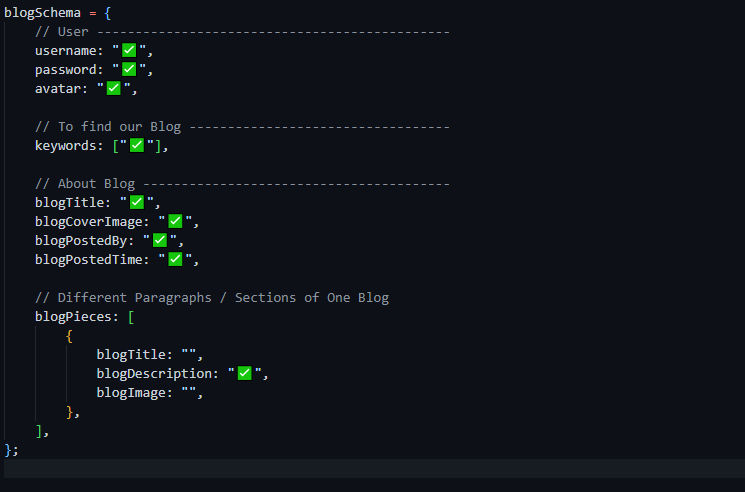 blogSchema = {
    // User ----------------------------------------------
    username: "✅",
    password: "✅",
    avatar: "✅",

    // To find our Blog ----------------------------------
    keywords: ["✅"],

    // About Blog ----------------------------------------
    blogTitle: "✅",
    blogCoverImage: "✅",
    blogPostedBy: "✅",
    blogPostedTime: "✅",

    // Different Paragraphs / Sections of One Blog
    blogPieces: [
        {
            blogTitle: "",
            blogDescription: "✅",
            blogImage: "",
        },
    ],
};